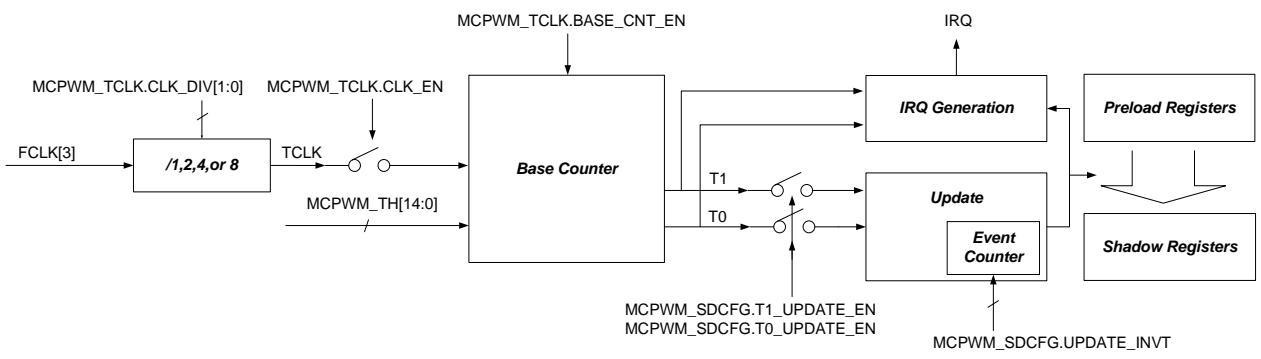 MCPWM_TCLK.BASE_CNT_EN
IRQ
MCPWM_TCLK.CLK_DIV[1:0]
MCPWM_TCLK.CLK_EN
IRQ Generation
Preload Registers
FCLK[3]
/1,2,4,or 8
TCLK
Base Counter
T1
MCPWM_TH[14:0]
Update
T0
Event
Counter
Shadow Registers
MCPWM_SDCFG.T1_UPDATE_EN
MCPWM_SDCFG.T0_UPDATE_EN
MCPWM_SDCFG.UPDATE_INVT